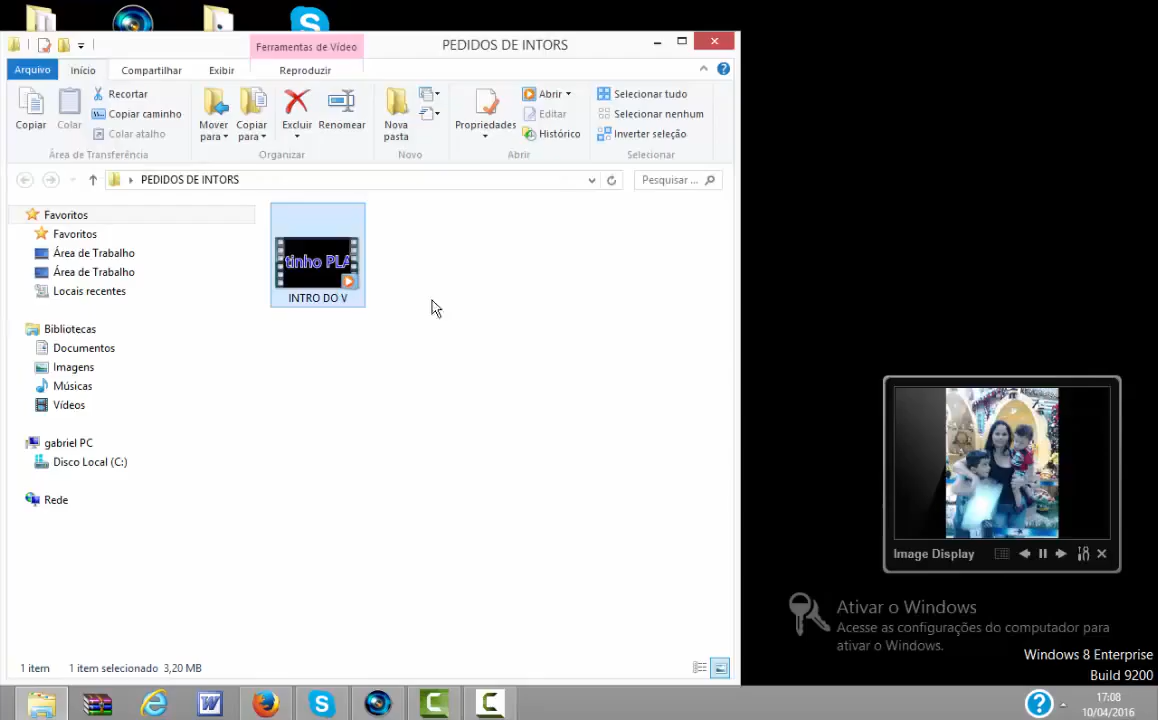 Ferramentas de Vídeo
PEDIDOS DE INTORS
Arquivo Início Compartilhar Exibir Reproduzir
Copiar
Colar
Recortar
Copiar caminho
Colar atalho
Área de Transferência
Mover para
Copiar para
Excluir
Renomear
Organizar
Nova pasta
Novo
Propriedades
Abrir
Editar
Histórico
Abrir
Selecionar tudo
Selecionar nenhum
Inverter seleção
Selecionar
PEDIDOS DE INTORS
Pesquisar ...
Favoritos
Favoritos
Área de Trabalho
Área de Trabalho
Locais recentes
Bibliotecas
Documentos
Imagens
Músicas
Vídeos
gabriel PC
Disco Local (C:)
Rede
tinho PLA
INTRO DO V
Image Display
Ativar o Windows
Acesse as configurações do computador para
ativar o Windows.
Windows 8 Enterprise
Build 9200
1 item 1 item selecionado 3,20 MB
17:08
10/04/2016